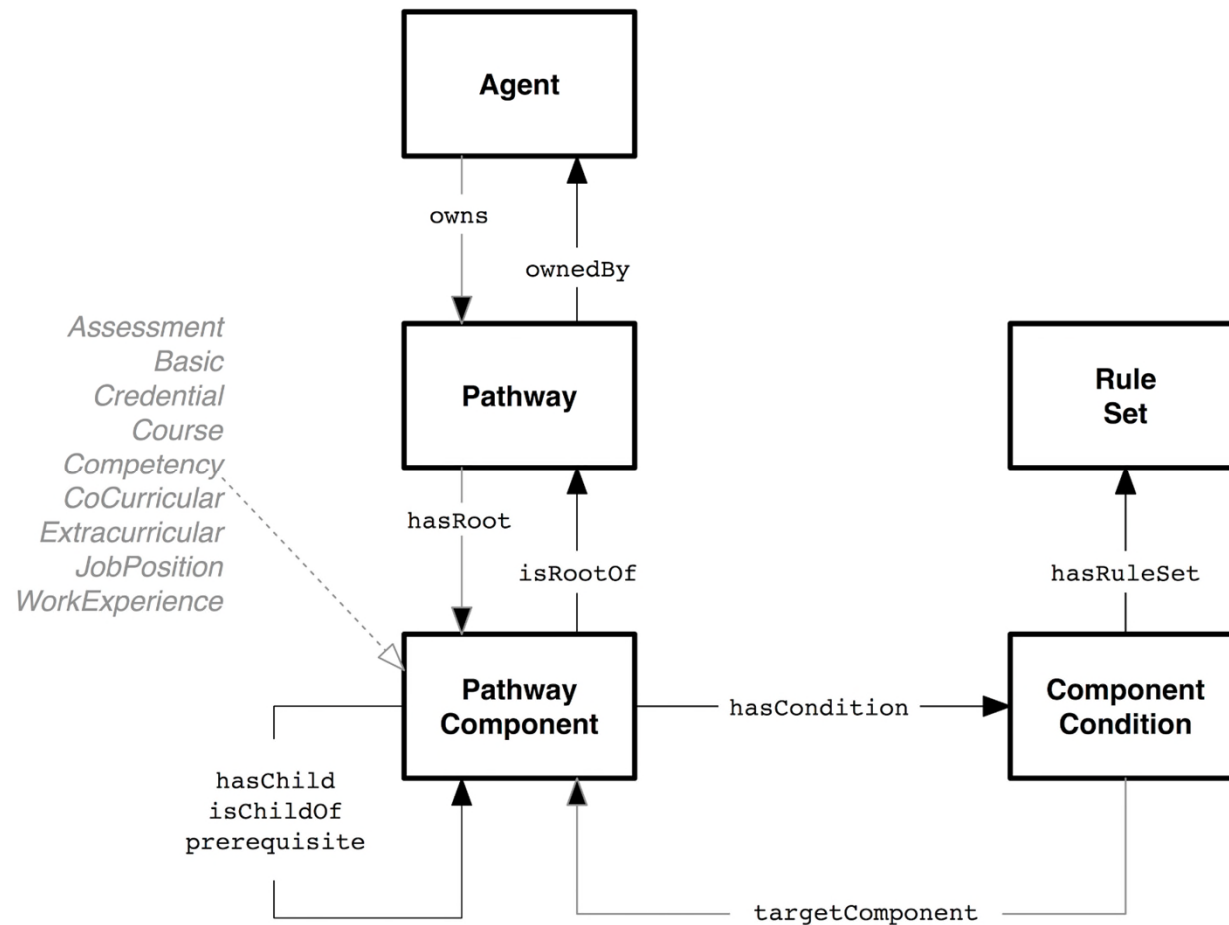 Agent
owns
ownedBy
Assessment
Basic
Credential
Course
Competency
CoCurricular
Extracurricular
JobPosition
WorkExperience
Pathway
Rule
Set
hasRoot
isRootOf
hasRuleSet
Pathway
Component
hasCondition
Component
Condition
hasChild
isChildOf
prerequisite
targetComponent